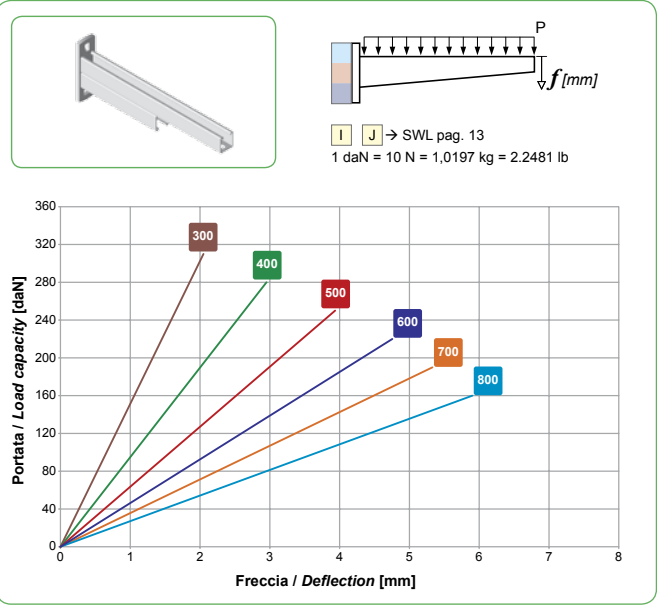 P
f [mm]
I J → SWL pag. 13
1 daN = 10 N = 1,0197 kg = 2.2481 lb
Portata / Load capacity [daN]
360
320
280
240
200
160
120
80
40
0
300
400
500
600
700
800
0 1 2 3 4 5 6 7 8
Freccia / Deflection [mm]